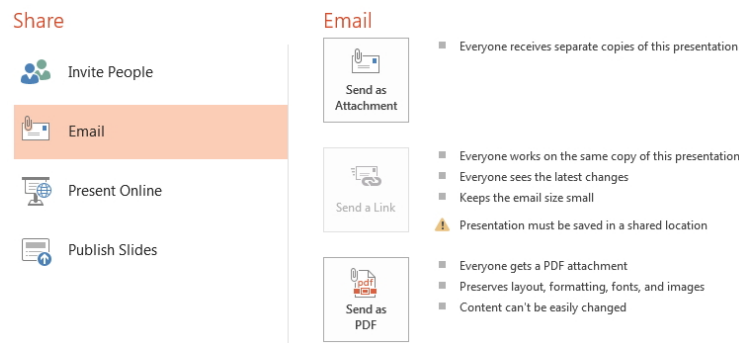 Share
Invite People
Email
Present Online
Publish Slides
Email
Send as
Attachment
Everyone receives separate copies of this presentation
Send a Link
Everyone works on the same copy of this presentation
Everyone sees the latest changes
Keeps the email size small
Presentation must be saved in a shared location
pdf
Send as
PDF
Everyone gets a PDF attachment
Preserves layout, formatting, fonts, and images
Content can't be easily changed